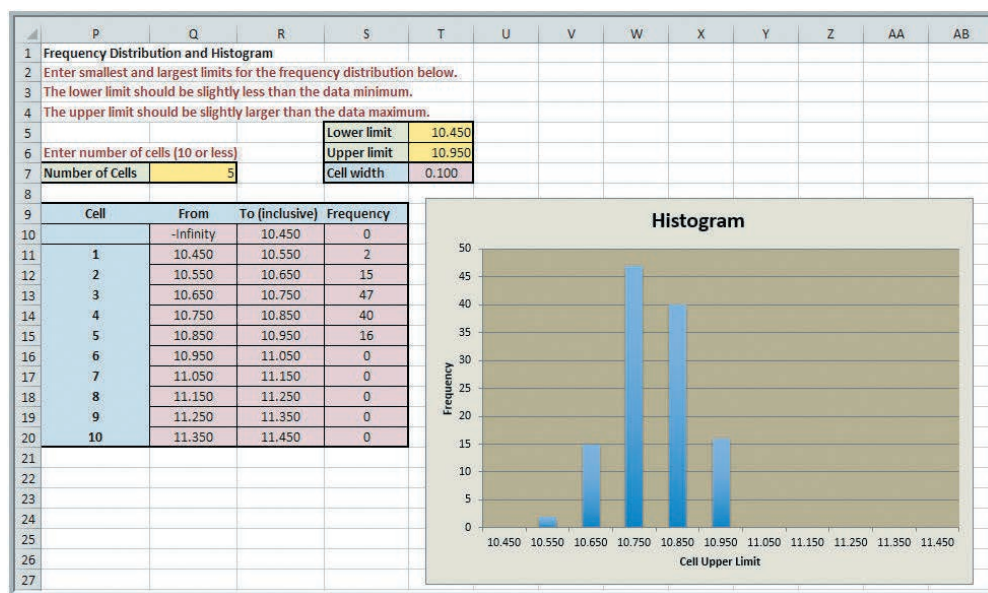 P Q R S T U V W X Y Z AA AB
1 Frequency Distribution and Histogram
2 Enter smallest and largest limits for the frequency distribution below.
3 The lower limit should be slightly less than the data minimum.
4 The upper limit should be slightly larger than the data maximum.
5 Lower limit 10.450
6 Enter number of cells (10 or less) Upper limit 10.950
7 Number of Cells 5 Cell width 0.100
8
9 Cell From To (inclusive) Frequency
10 -Infinity 10.450 0
11 1 10.450 10.550 2
12 2 10.550 10.650 15
13 3 10.650 10.750 47
14 4 10.750 10.850 40
15 5 10.850 10.950 16
16 6 10.950 11.050 0
17 7 11.050 11.150 0
18 8 11.150 11.250 0
19 9 11.250 11.350 0
20 10 11.350 11.450 0
21
22
23
24
25
26
27
Histogram
Frequency
50
45
40
35
30
25
20
15
10
5
0
10.450 10.550 10.650 10.750 10.850 10.950 11.050 11.150 11.250 11.350 11.450
Cell Upper Limit